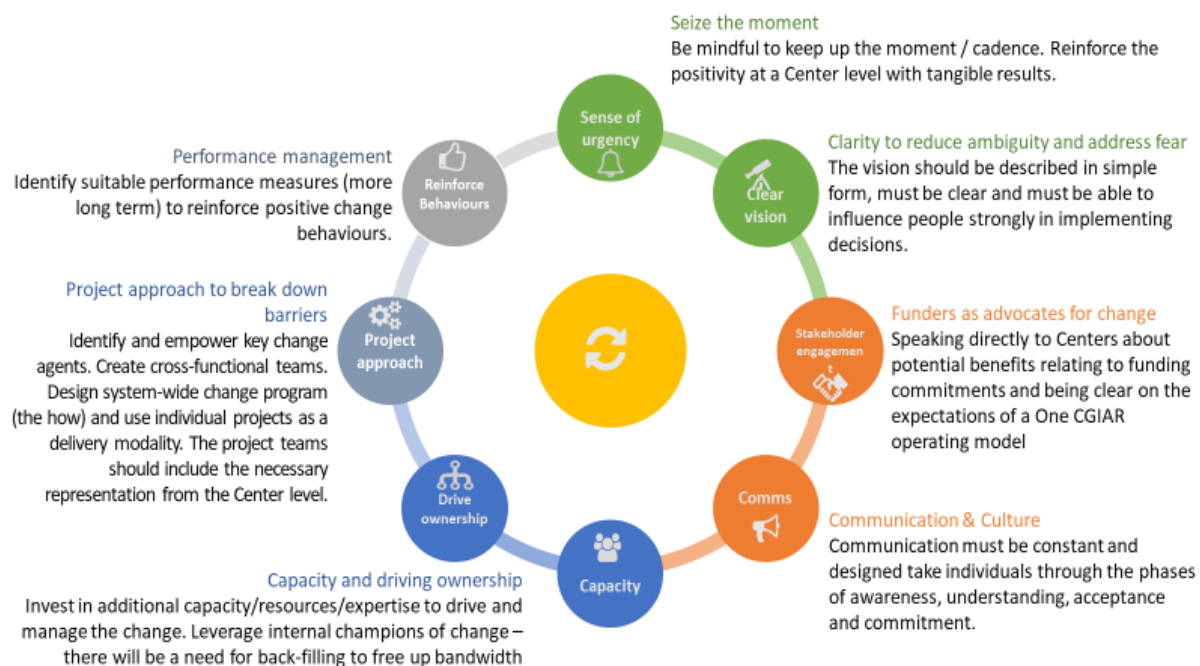 Seize the moment
Be mindful to keep up the moment / cadence. Reinforce the
positivity at a Center level with tangible results.
Sense of
urgency
Clarity to reduce ambiguity and address fear
The vision should be described in simple
form, must be clear and must be able to
influence people strongly in implementing
decisions.
Clear
vision
Funders as advocates for change
Speaking directly to Centers about
potential benefits relating to funding
commitments and being clear on the
expectations of a One CGIAR
operating model
Stakeholder
engagemen
t
Communication & Culture
Communication must be constant and
designed take individuals through the phases
of awareness, understanding, acceptance
and commitment.
Comms
Capacity
Drive
ownership
Capacity and driving ownership
Invest in additional capacity/resources/expertise to drive and
manage the change. Leverage internal champions of change –
there will be a need for back-filling to free up bandwidth
Project
approach
Project approach to break down
barriers
Identify and empower key change
agents. Create cross-functional teams.
Design system-wide change program
(the how) and use individual projects as a
delivery modality. The project teams
should include the necessary
representation from the Center level.
Reinforce
Behaviours
Performance management
Identify suitable performance measures (more
long term) to reinforce positive change
behaviours.